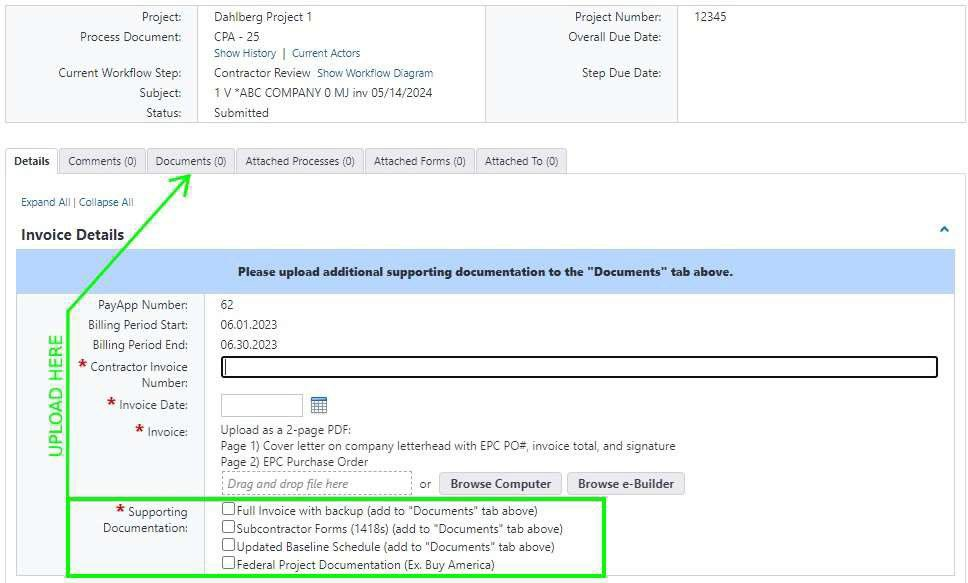 Project: Dahlberg Project 1 Project Number: 12345
Process Document: CPA - 25 Overall Due Date:
Show History | Current Actors
Current Workflow Step: Contractor Review Show Workflow Diagram Step Due Date:
Subject: 1 V *ABC COMPANY 0 MJ inv 05/14/2024
Status: Submitted
Details Comments (0) Documents (0) Attached Processes (0) Attached Forms (0) Attached To (0)
Expand All | Collapse All
Invoice Details
Please upload additional supporting documentation to the "Documents" tab above.
PayApp Number: 62
Billing Period Start: 06.01.2023
Billing Period End: 06.30.2023
* Contractor Invoice
Number:
* Invoice Date:
* Invoice: Upload as a 2-page PDF:
Page 1) Cover letter on company letterhead with EPC PO#, invoice total, and signature
Page 2) EPC Purchase Order
Drag and drop file here or Browse Computer Browse e-Builder
UPLOAD HERE
* Supporting
Documentation:
Full Invoice with backup (add to "Documents" tab above)
Subcontractor Forms (1418s) (add to "Documents" tab above)
Updated Baseline Schedule (add to "Documents" tab above)
Federal Project Documentation (Ex. Buy America)